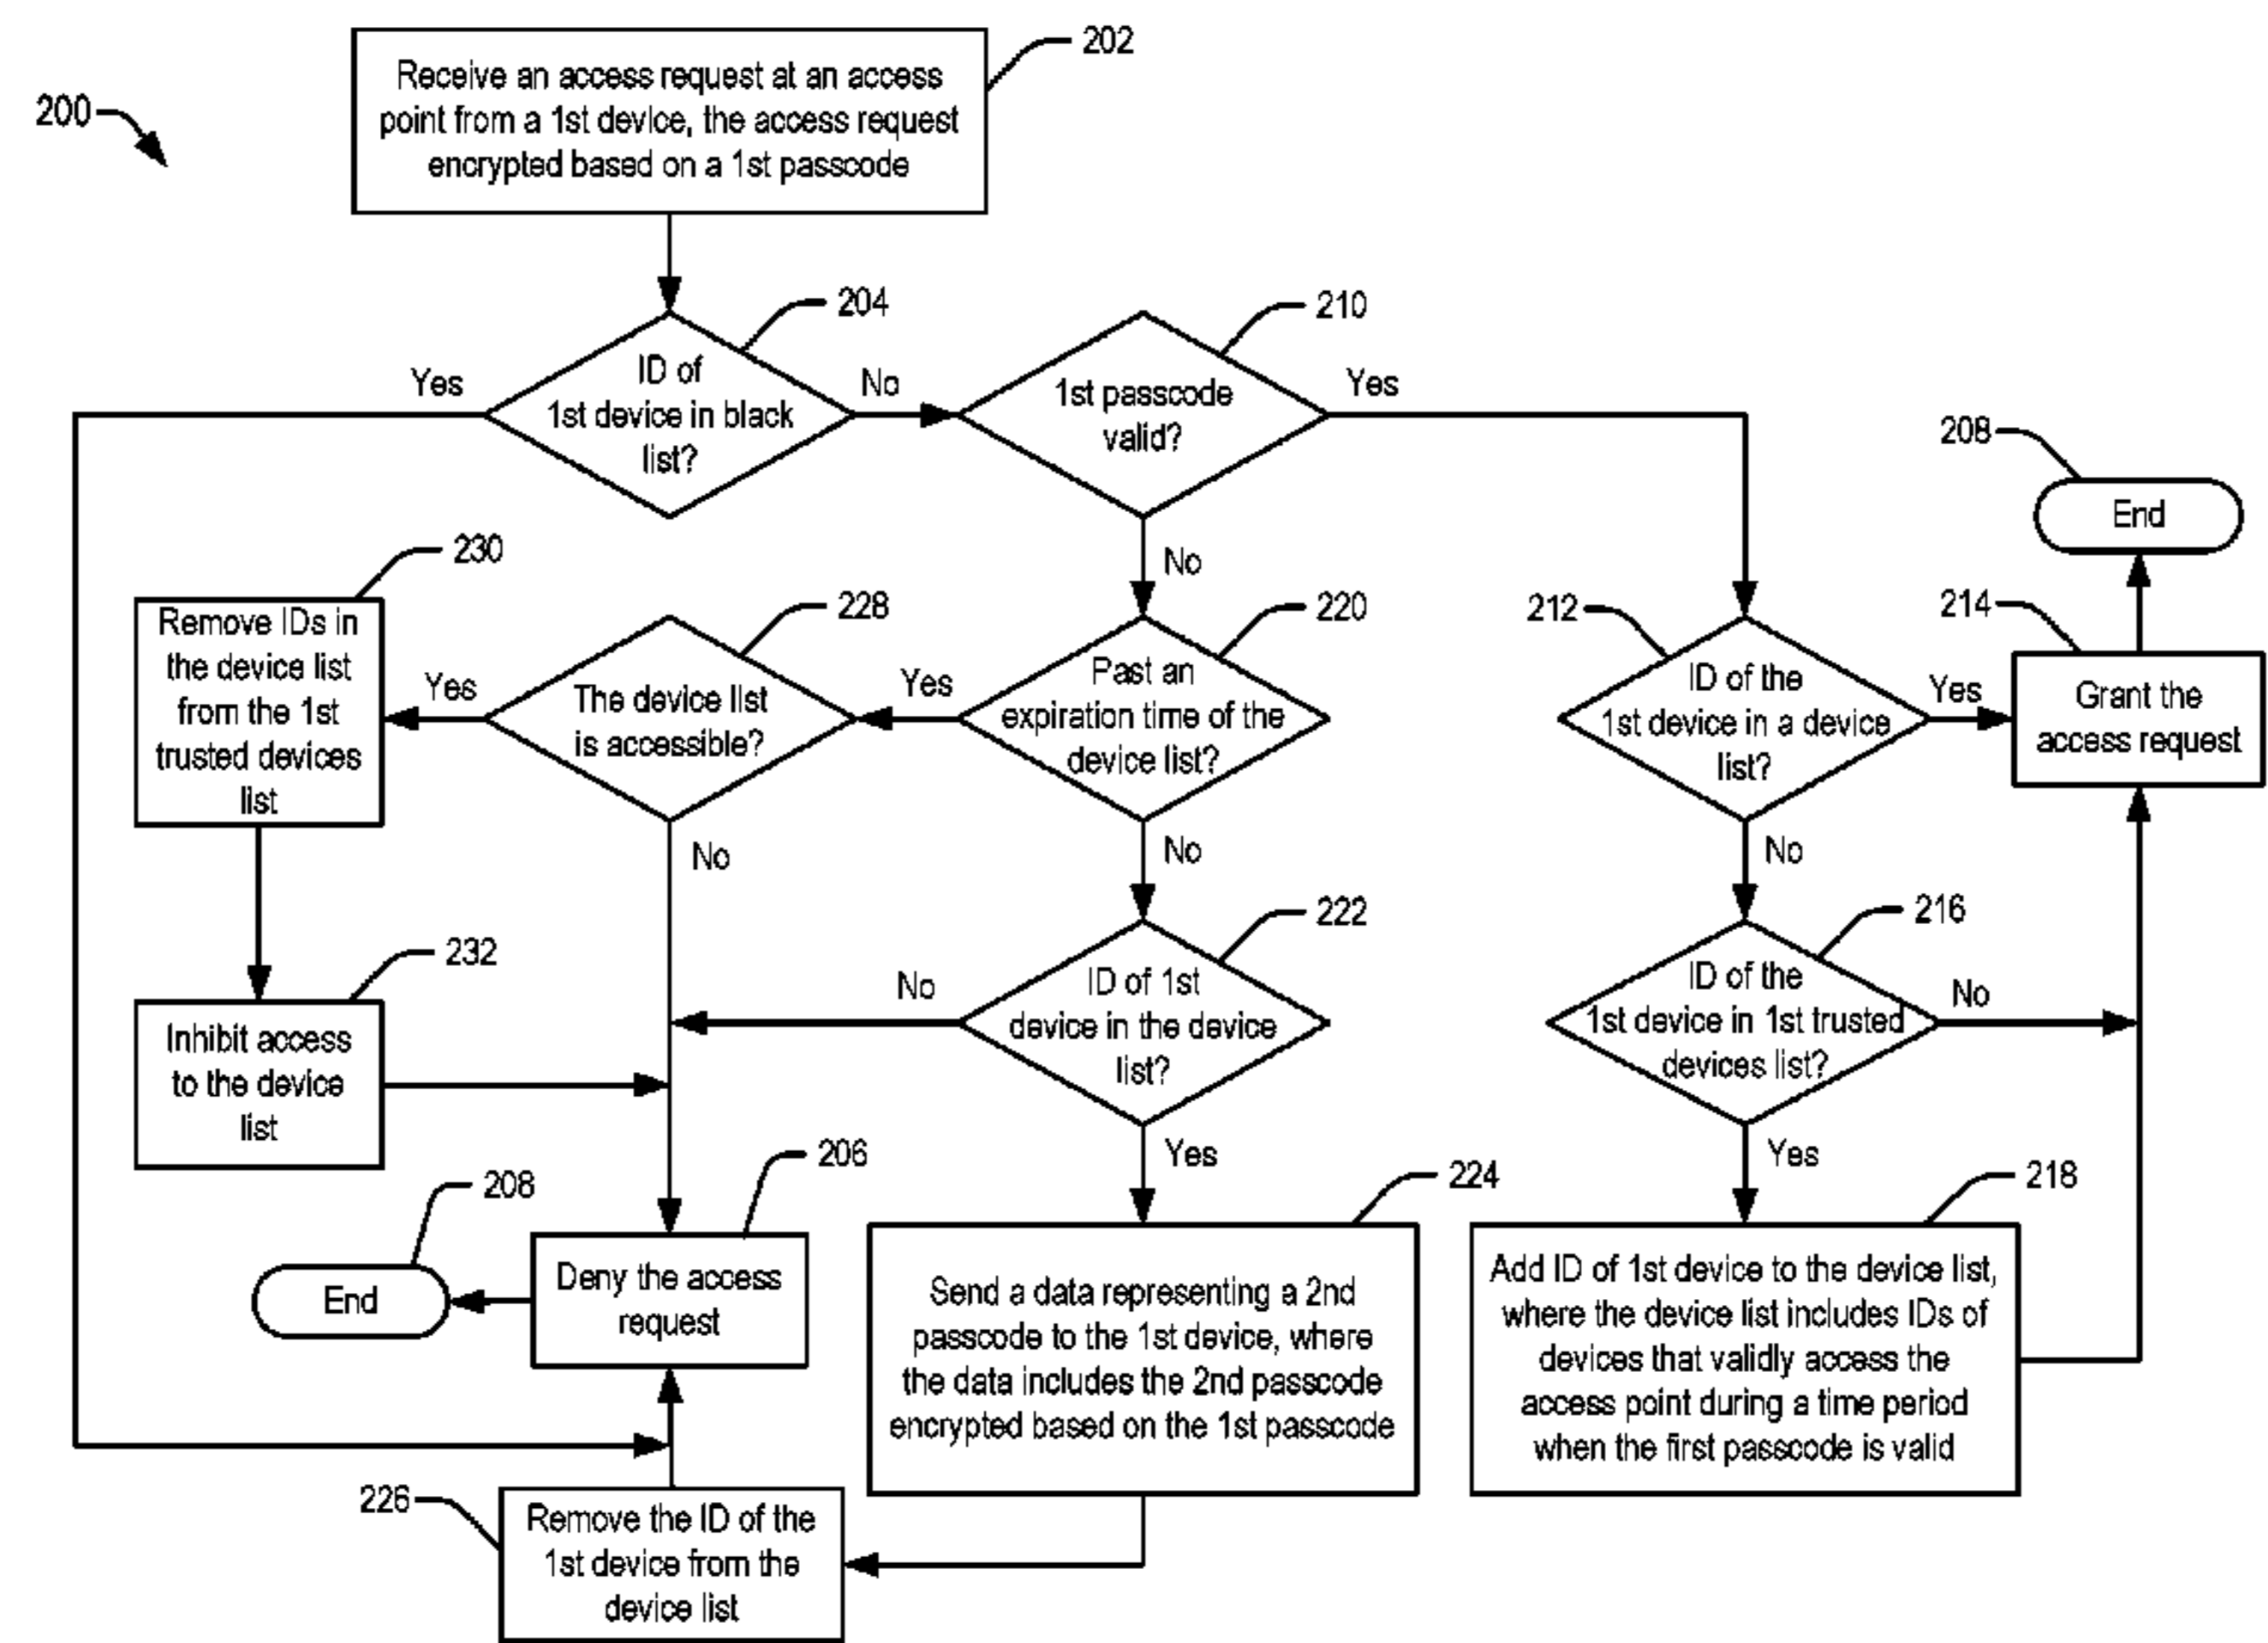 200
202
Receive an access request at an access
point from a 1st device, the access request
encrypted based on a 1st passcode
204
ID of
1st device in black
list?
Yes
No
210
1st passcode
valid?
Yes
No
208
End
230
Remove IDs in
the device list
from the 1st
trusted devices
list
228
The device list
is accessible?
Yes
No
220
Past an
expiration time of the
device list?
Yes
No
212
ID of the
1st device in a device
list?
Yes
No
214
Grant the
access request
232
Inhibit access
to the device
list
222
ID of 1st
device in the device
list?
No
Yes
216
ID of the
1st device in 1st trusted
devices list?
No
Yes
206
Deny the access
request
208
End
224
Send a data representing a 2nd
passcode to the 1st device, where
the data includes the 2nd passcode
encrypted based on the 1st passcode
218
Add ID of 1st device to the device list,
where the device list includes IDs of
devices that validly access the
access point during a time period
when the first passcode is valid
226
Remove the ID of the
1st device from the
device list